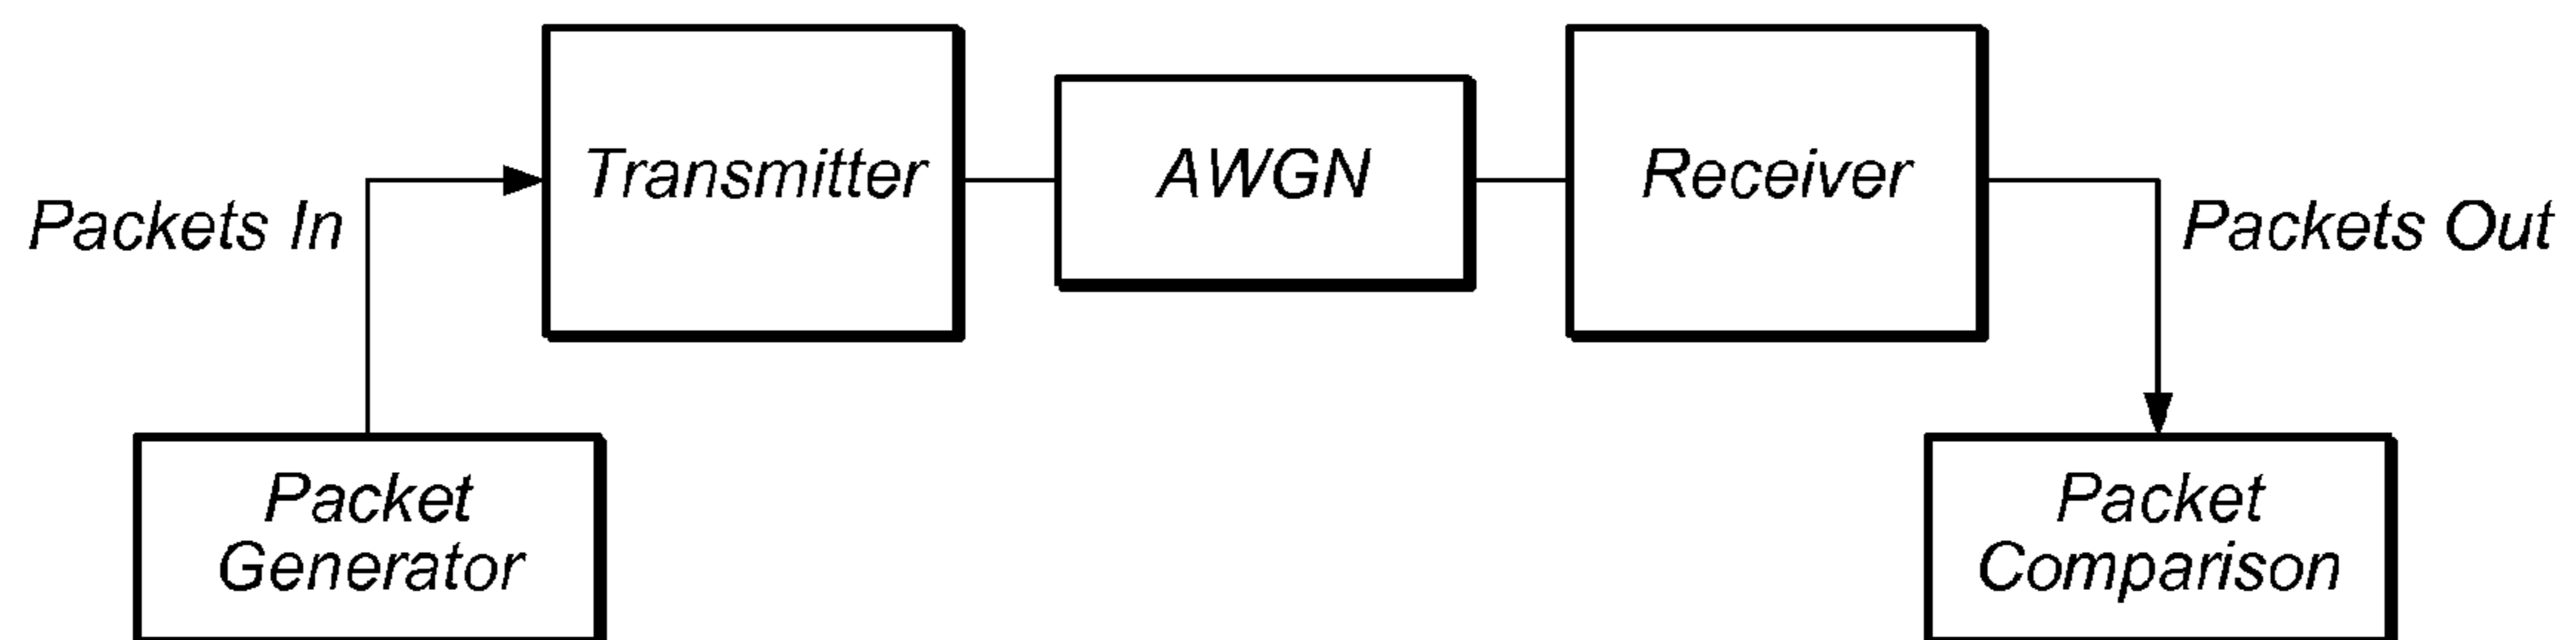 Transmitter
AWGN
Receiver
Packets In
Packets Out
Packet
Generator
Packet
Comparison